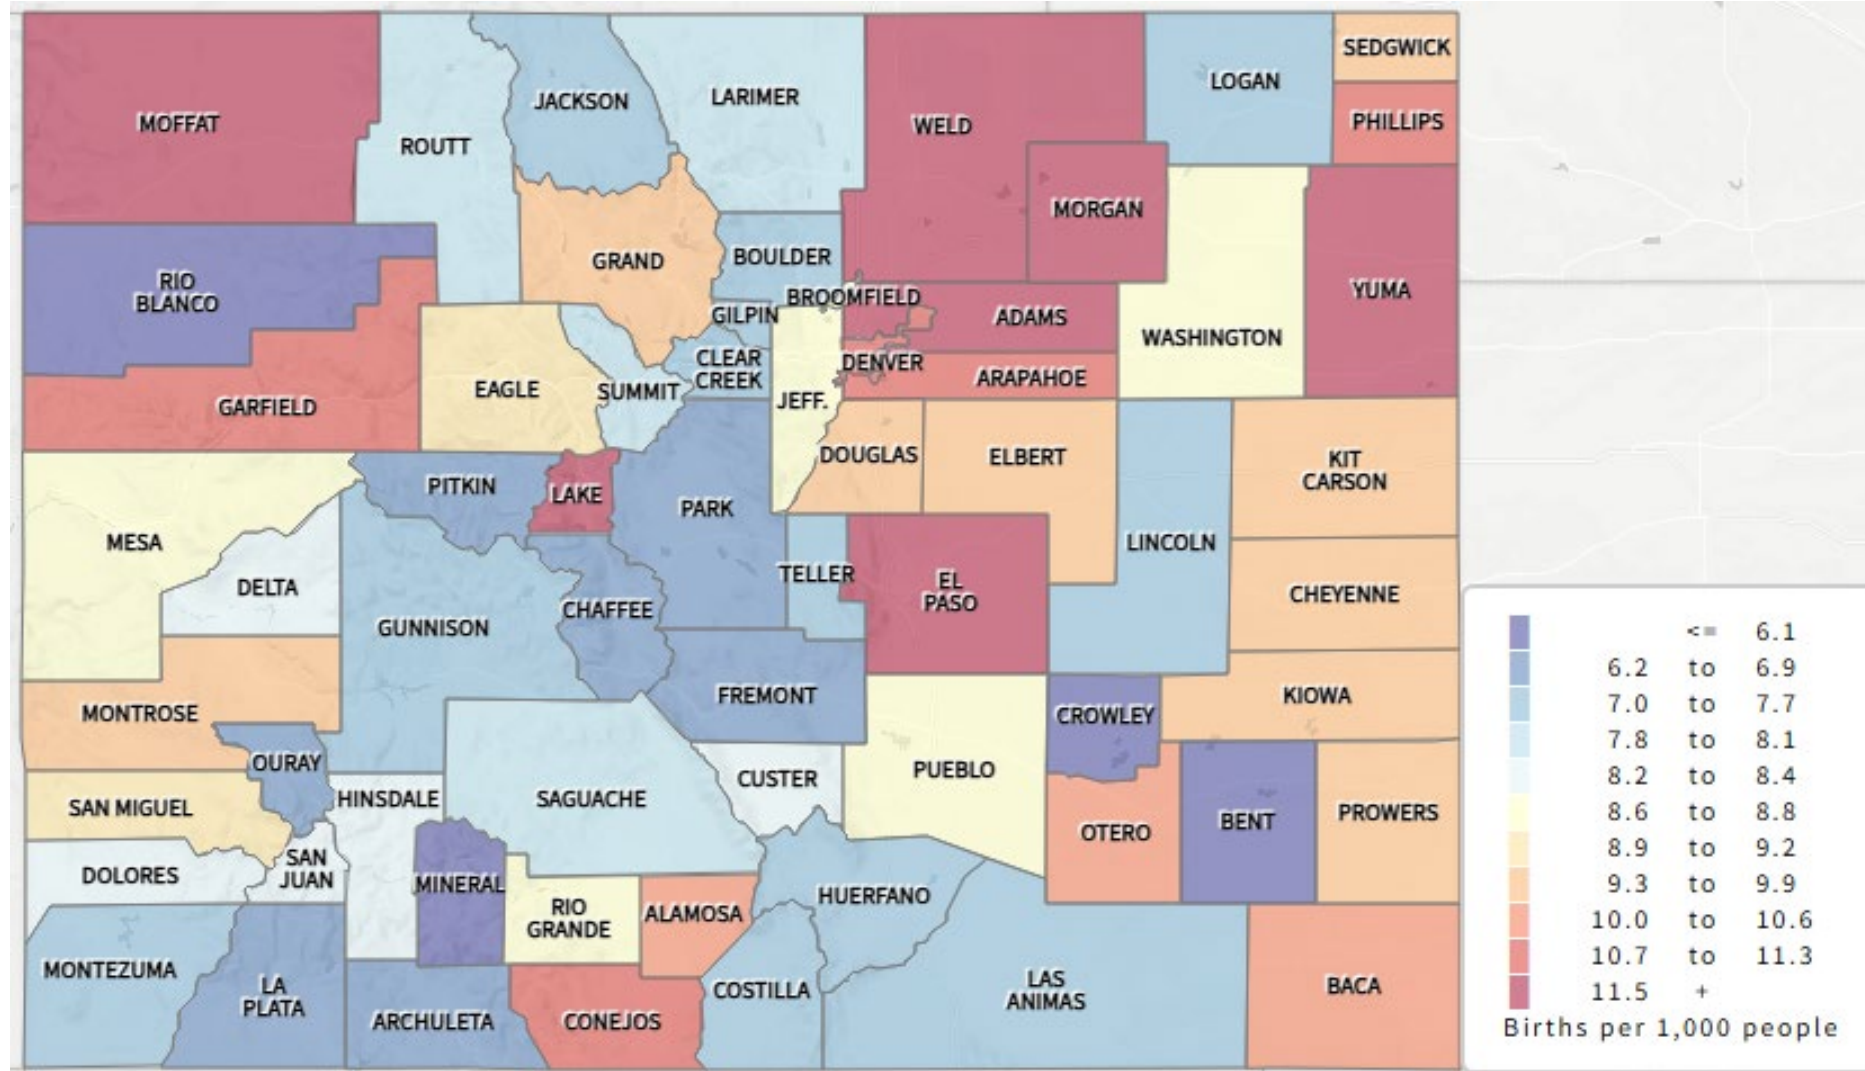 SEDGWICK
LOGAN
JACKSON
LARIMER
MOFFAT
PHILLIPS
WELD
ROUTT
MORGAN
BOULDER
GRAND
RIO
BLANCO
YUMA
BROOMFIELD
GILPIN
ADAMS
WASHINGTON
CLEAR
CREEK
DENVER
ARAPAHOE
EAGLE
SUMMIT
JEFF.
GARFIELD
DOUGLAS
ELBERT
KIT
CARSON
PITKIN
LAKE
PARK
MESA
LINCOLN
TELLER
DELTA
EL
PASO
CHEYENNE
CHAFFEE
GUNNISON
FREMONT
KIOWA
MONTROSE
CROWLEY
OURAY
PUEBLO
CUSTER
HINSDALE
SAGUACHE
SAN MIGUEL
PROWERS
BENT
OTERO
SAN
JUAN
DOLORES
MINERAL
HUERFANO
RIO
GRANDE
ALAMOSA
MONTEZUMA
LA
PLATA
COSTILLA
LAS
ANIMAS
BACA
ARCHULETA
CONEJOS
<= 6.1
6.2 to 6.9
7.0 to 7.7
7.8 to 8.1
8.2 to 8.4
8.6 to 8.8
8.9 to 9.2
9.3 to 9.9
10.0 to 10.6
10.7 to 11.3
11.5 +
Births per 1,000 people